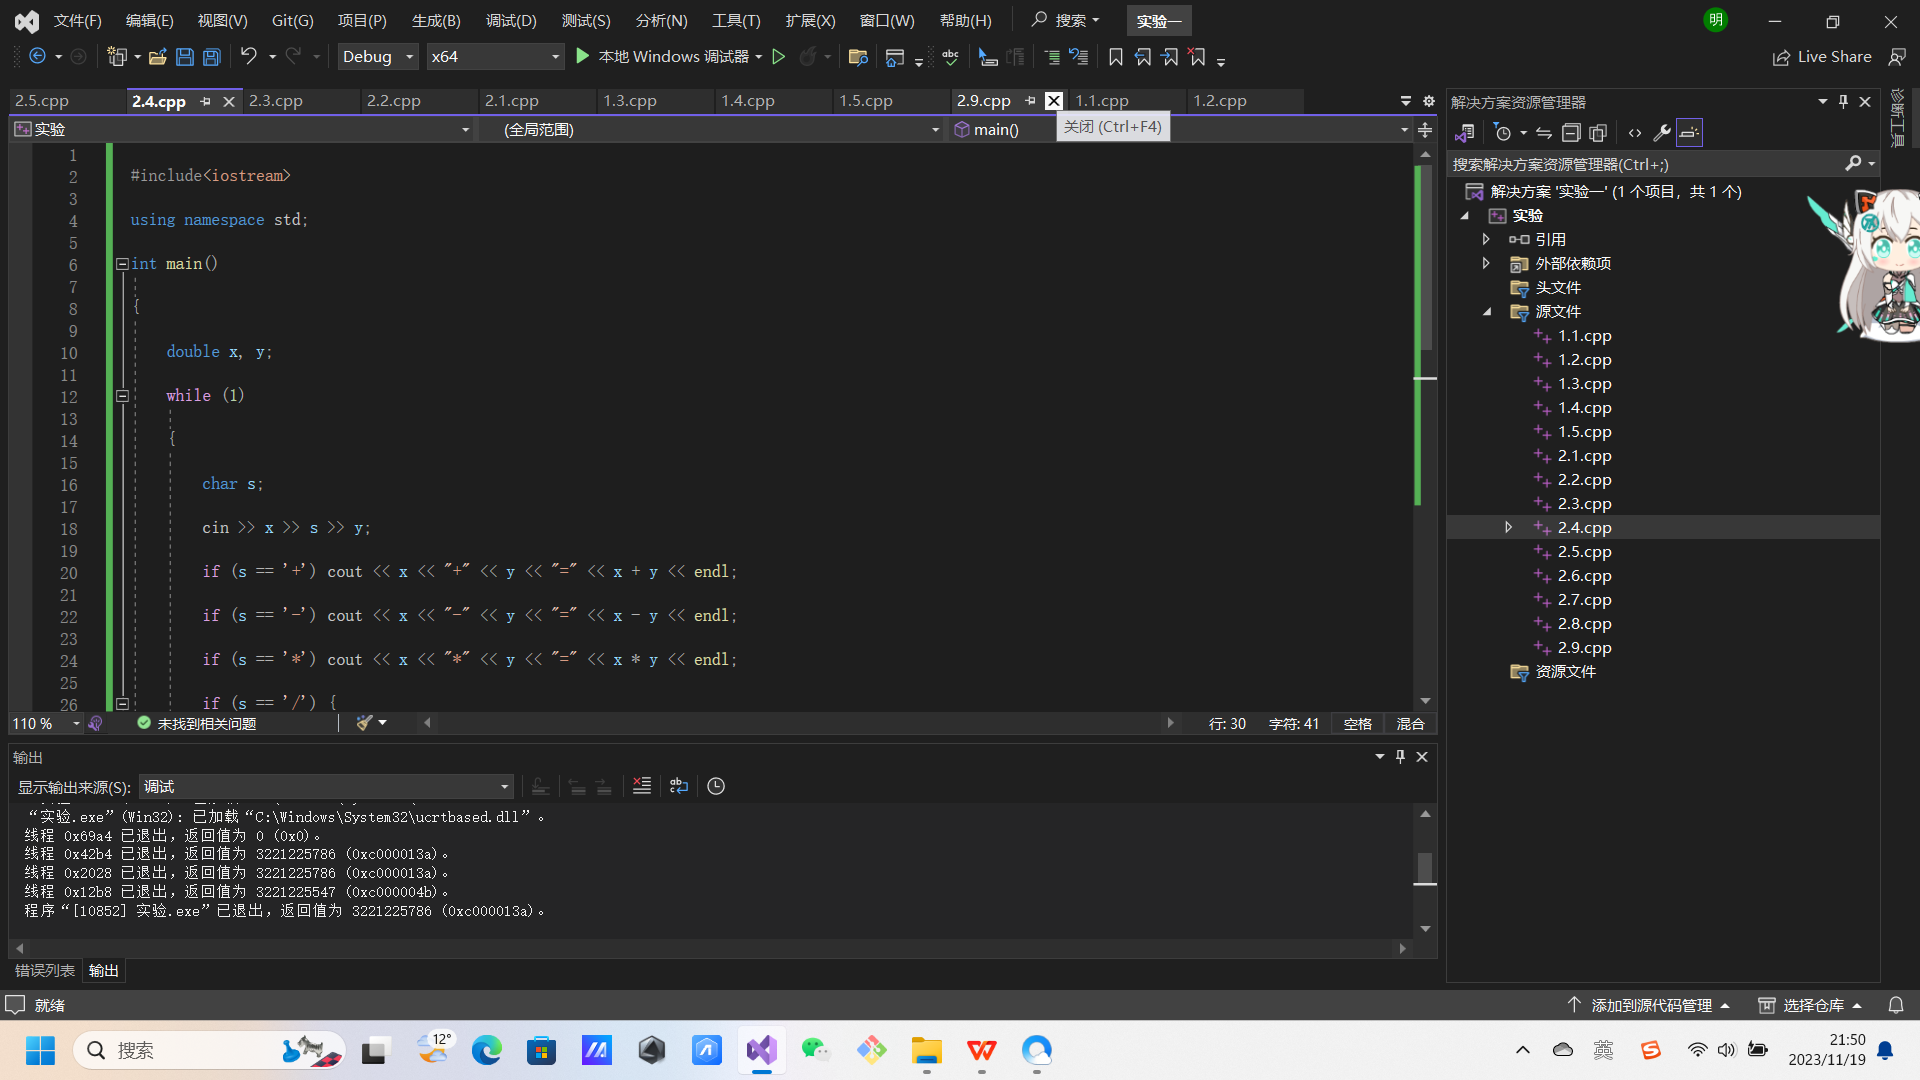 文件(F) 编辑(E) 视图(V) Git(G) 项目(P) 生成(B) 调试(D) 测试(S) 分析(N) 工具(T) 扩展(X) 窗口(W) 帮助(H) 搜索 实验一 明
Debug x64 本地 Windows 调试器 abc Live Share
2.5.cpp 2.4.cpp 2.3.cpp 2.2.cpp 2.1.cpp 1.3.cpp 1.4.cpp 1.5.cpp 2.9.cpp 1.1.cpp 1.2.cpp
实验 (全局范围) main()
关闭 (Ctrl+F4)
1
2 #include<iostream>
3
4 using namespace std;
5
6 int main()
7
8 {
9
10 double x, y;
11
12 while (1)
13
14 {
15
16 char s;
17
18 cin >> x >> s >> y;
19
20 if (s == '+') cout << x << "+" << y << "=" << x + y << endl;
21
22 if (s == '-') cout << x << "-" << y << "=" << x - y << endl;
23
24 if (s == '*') cout << x << "*" << y << "=" << x * y << endl;
25
26 if (s == '/') {
110 % 未找到相关问题 行: 30 字符: 41 空格 混合
输出
显示输出来源(S): 调试
“实验.exe”(Win32): 已加载“C:\Windows\System32\ucrtbased.dll”。
线程 0x69a4 已退出，返回值为 0 (0x0)。
线程 0x42b4 已退出，返回值为 3221225786 (0xc000013a)。
线程 0x2028 已退出，返回值为 3221225786 (0xc000013a)。
线程 0x12b8 已退出，返回值为 3221225547 (0xc000004b)。
程序“[10852] 实验.exe”已退出，返回值为 3221225786 (0xc000013a)。
错误列表 输出
解决方案资源管理器
搜索解决方案资源管理器(Ctrl+;)
解决方案 '实验一' (1 个项目，共 1 个)
实验
引用
外部依赖项
头文件
源文件
1.1.cpp
1.2.cpp
1.3.cpp
1.4.cpp
1.5.cpp
2.1.cpp
2.2.cpp
2.3.cpp
2.4.cpp
2.5.cpp
2.6.cpp
2.7.cpp
2.8.cpp
2.9.cpp
资源文件
诊断工具
就绪 添加到源代码管理 选择仓库
搜索 12° 英 21:50
2023/11/19